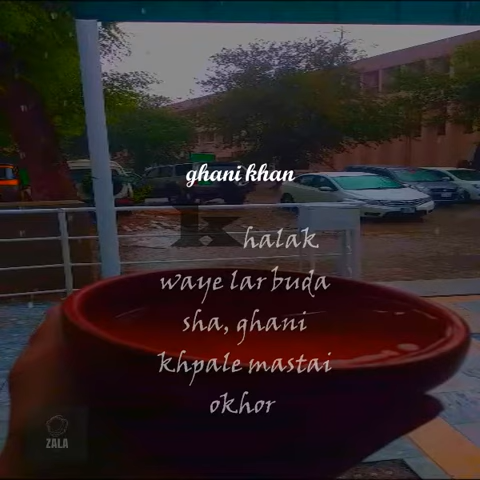 ghani khan
Khalak
waye lar buda
sha, ghani
khpale mastai
okhor
ZALA